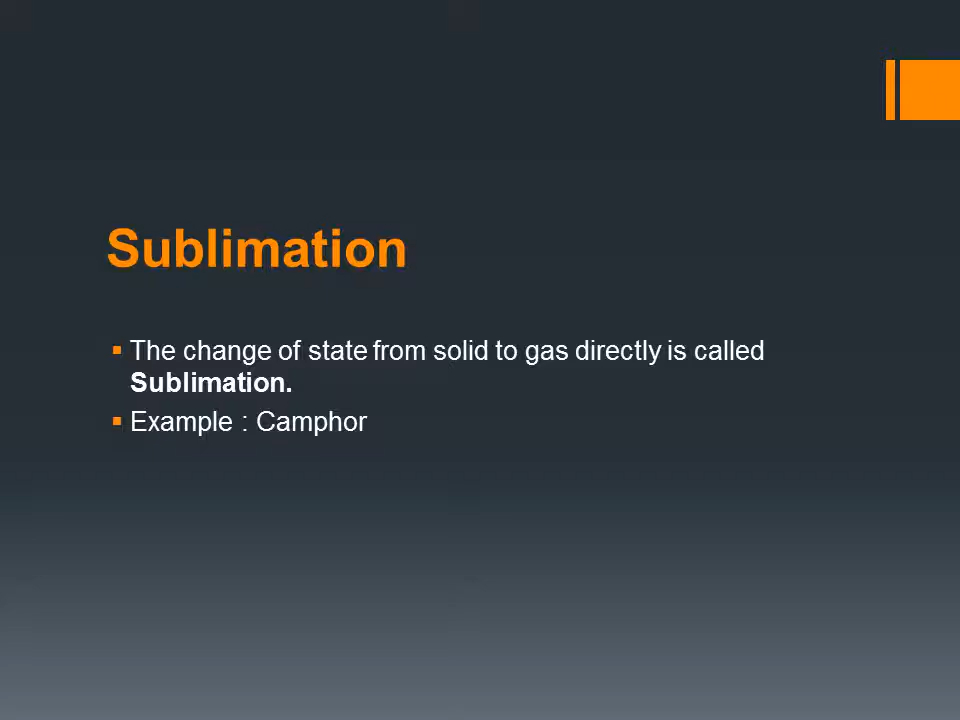 Sublimation
The change of state from solid to gas directly is called
Sublimation.
Example : Camphor